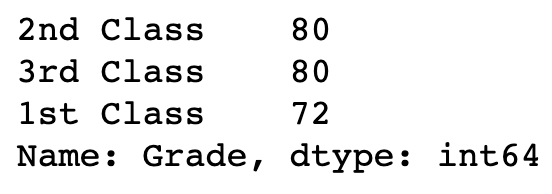 2nd Class    80
3rd Class    80
1st Class    72
Name: Grade, dtype: int64